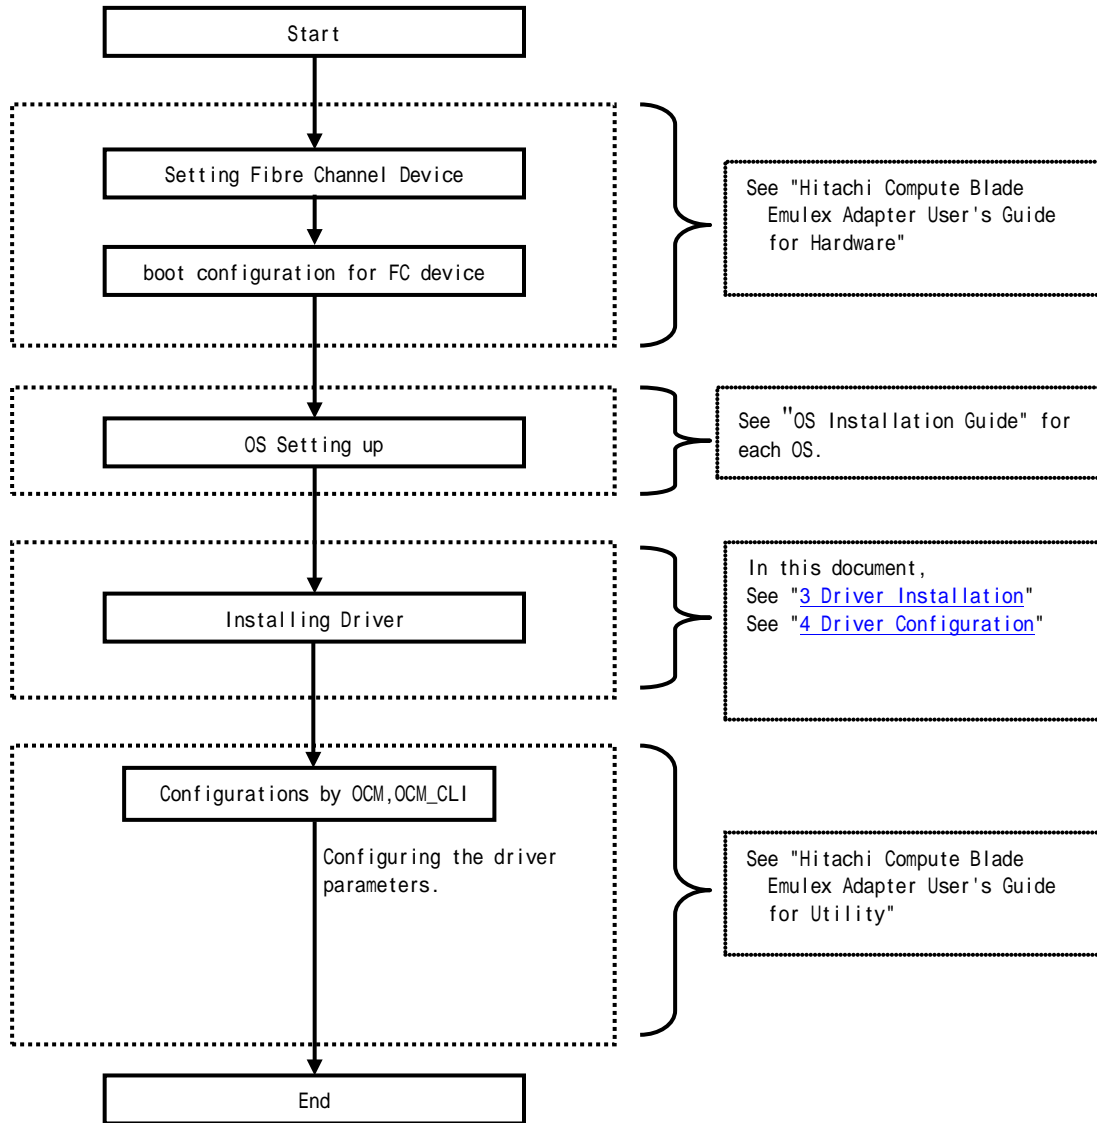 Start
Setting Fibre Channel Device
boot configuration for FC device
See "Hitachi Compute Blade
Emulex Adapter User's Guide
for Hardware"
OS Setting up
See "OS Installation Guide" for
each OS.
Installing Driver
In this document,
See "3 Driver Installation"
See "4 Driver Configuration"
Configurations by OCM,OCM_CLI
Configuring the driver
parameters.
See "Hitachi Compute Blade
Emulex Adapter User's Guide
for Utility"
End